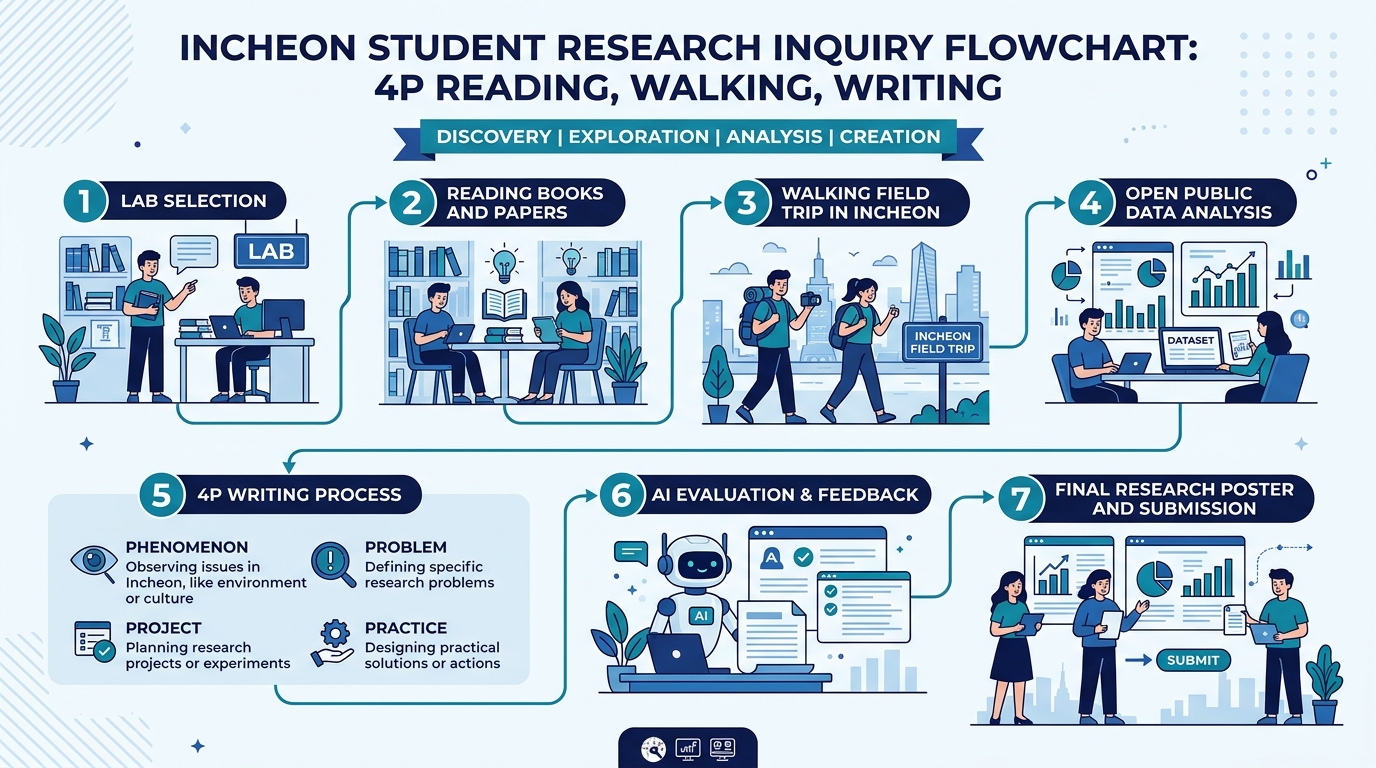 INCHEON STUDENT RESEARCH INQUIRY FLOWCHART:
4P READING, WALKING, WRITING
DISCOVERY | EXPLORATION | ANALYSIS | CREATION
1 LAB SELECTION
LAB
2 READING BOOKS
AND PAPERS
3 WALKING FIELD
TRIP IN INCHEON
INCHEON
FIELD TRIP
4 OPEN PUBLIC
DATA ANALYSIS
DATASET
5 4P WRITING PROCESS
PHENOMENON
Observing issues in
Incheon, like environment
or culture
PROBLEM
Defining specific
research problems
PROJECT
Planning research
projects or experiments
PRACTICE
Designing practical
solutions or actions
6 AI EVALUATION & FEEDBACK
A
AI
7 FINAL RESEARCH POSTER
AND SUBMISSION
SUBMIT